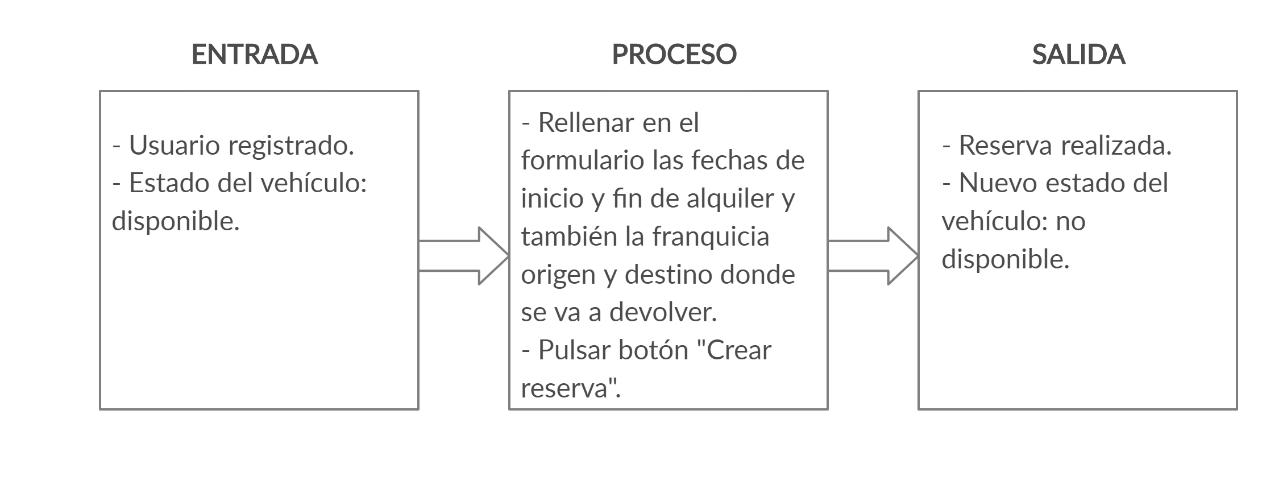 ENTRADA
- Usuario registrado.
- Estado del vehículo:
disponible.
PROCESO
- Rellenar en el
formulario las fechas de
inicio y fin de alquiler y
también la franquicia
origen y destino donde
se va a devolver.
- Pulsar botón "Crear
reserva".
SALIDA
- Reserva realizada.
- Nuevo estado del
vehículo: no
disponible.